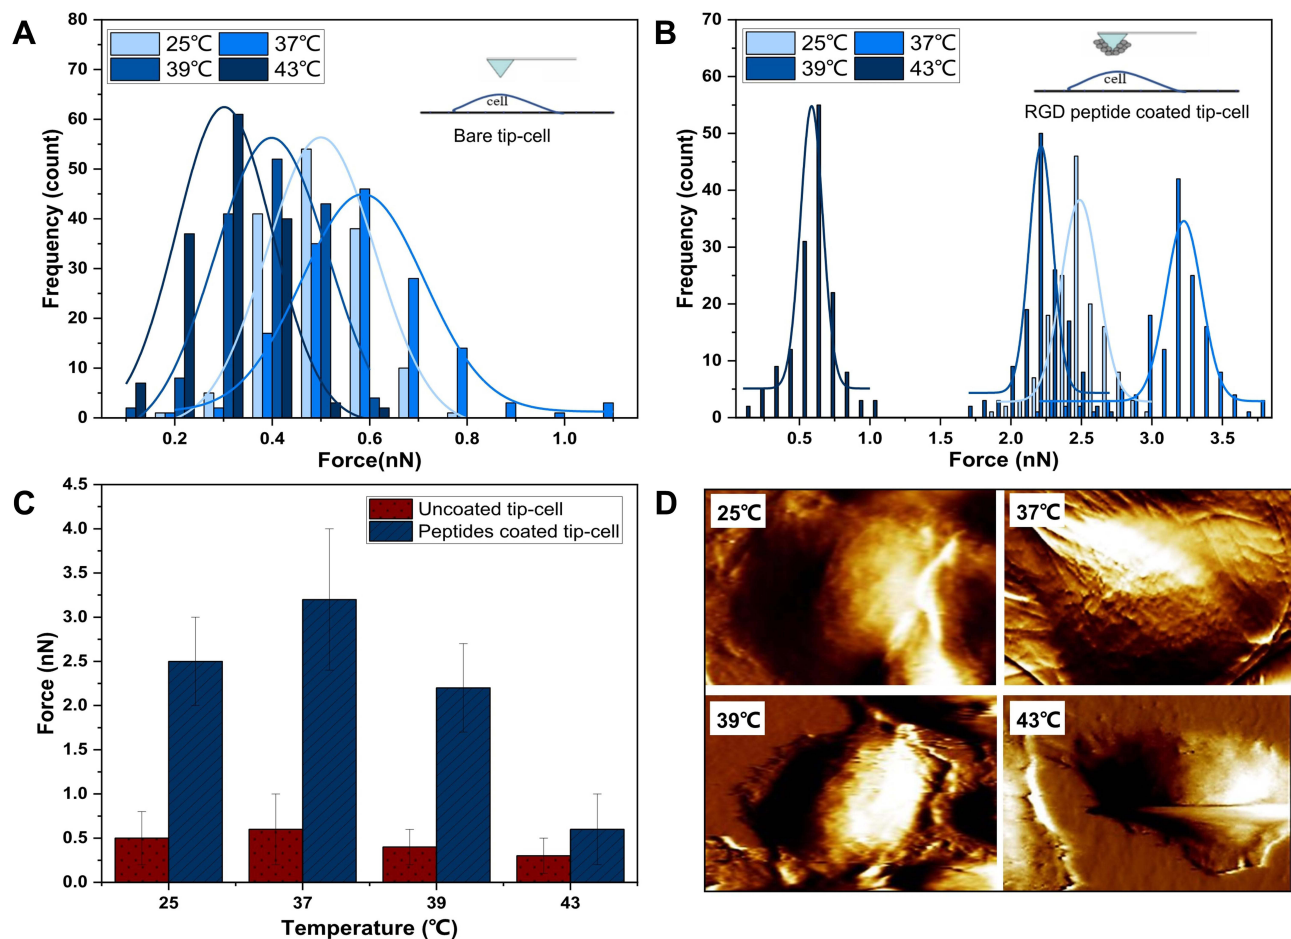 A
80
70
60
50
40
30
20
10
0
Frequency (count)
25℃ 37℃
39℃ 43℃
cell
Bare tip-cell
0.2 0.4 0.6 0.8 1.0
Force(nN)
B
70
60
50
40
30
20
10
0
Frequency (count)
25℃ 37℃
39℃ 43℃
cell
RGD peptide coated tip-cell
0.5 1.0 1.5 2.0 2.5 3.0 3.5
Force (nN)
C
4.5
4.0
3.5
3.0
2.5
2.0
1.5
1.0
0.5
0.0
Force (nN)
Uncoated tip-cell
Peptides coated tip-cell
25 37 39 43
Temperature (℃)
D
25℃ 37℃
39℃ 43℃